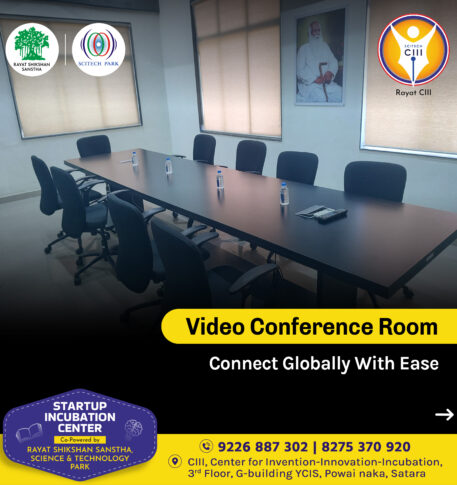 RAYAT SHIKSHAN
SANSTHA
SCITECH PARK
SCITECH
CIII
Rayat CIII
Video Conference Room
Connect Globally With Ease
STARTUP
INCUBATION
CENTER
Co-Powered by
RAYAT SHIKSHAN SANSTHA,
SCIENCE & TECHNOLOGY
PARK
9226 887 302 | 8275 370 920
CIII, Center for Invention-Innovation-Incubation,
3rd Floor, G-building YCIS, Powai naka, Satara